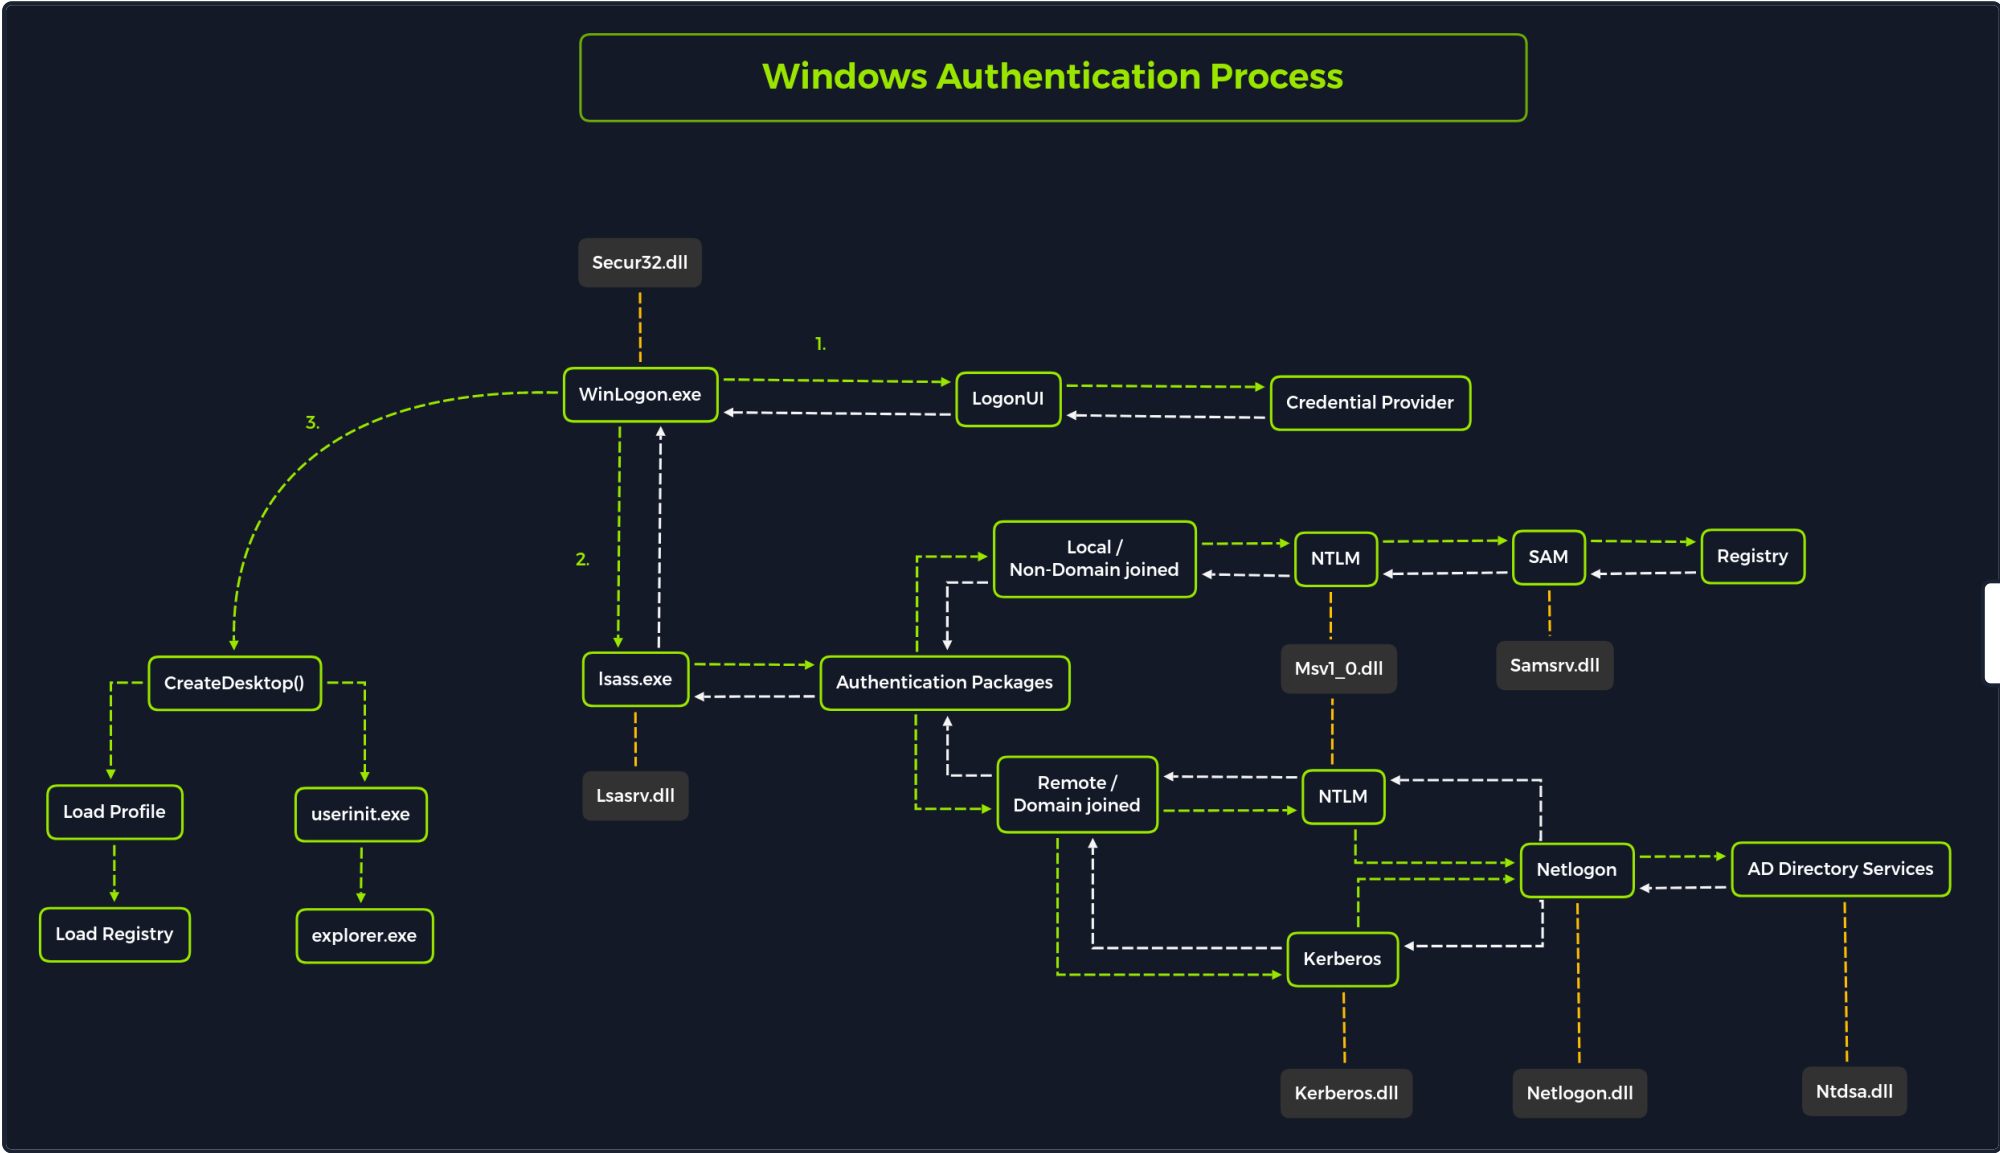 Windows Authentication Process
Secur32.dll
1.
WinLogon.exe
LogonUI
Credential Provider
3.
2.
Local /
Non-Domain joined
NTLM
SAM
Registry
Msv1_0.dll
Samsrv.dll
CreateDesktop()
lsass.exe
Authentication Packages
Lsasrv.dll
Remote /
Domain joined
NTLM
Load Profile
userinit.exe
Netlogon
AD Directory Services
Load Registry
explorer.exe
Kerberos
Kerberos.dll
Netlogon.dll
Ntdsa.dll